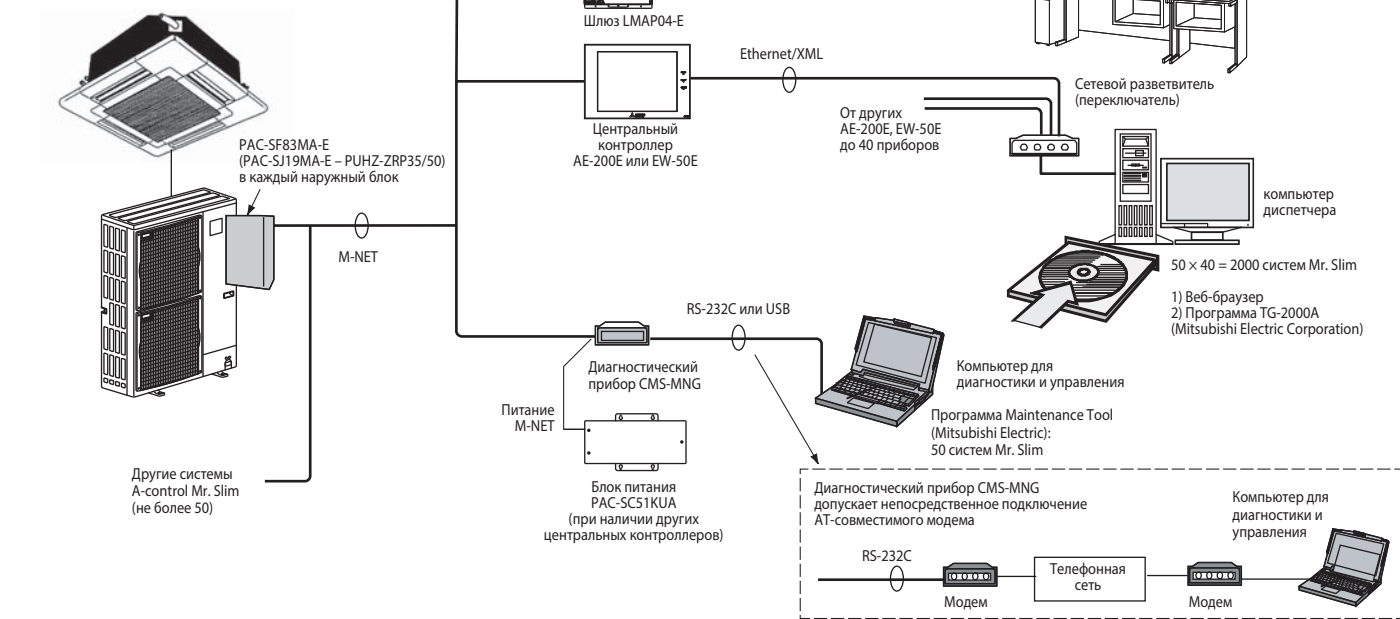 Шлюз LMAP04-E
Ethernet/XML
Сетевой разветвитель
(переключатель)
Центральный
контроллер
AE-200E или EW-50E
От других
AE-200E, EW-50E
до 40 приборов
PAC-SF83MA-E
(PAC-SJ19MA-E – PUHZ-ZRP35/50)
в каждый наружный блок
компьютер
диспетчера
M-NET
50 × 40 = 2000 систем Mr. Slim
1) Веб-браузер
2) Программа TG-2000A
(Mitsubishi Electric Corporation)
RS-232C или USB
Диагностический
прибор CMS-MNG
Компьютер для
диагностики и управления
Питание
M-NET
Программа Maintenance Tool
(Mitsubishi Electric):
50 систем Mr. Slim
Другие системы
A-control Mr. Slim
(не более 50)
Блок питания
PAC-SC51KUA
(при наличии других
центральных контроллеров)
Диагностический прибор CMS-MNG
допускает непосредственное подключение
АТ-совместимого модема
Компьютер для
диагностики и
управления
RS-232C
Модем
Телефонная
сеть
Модем